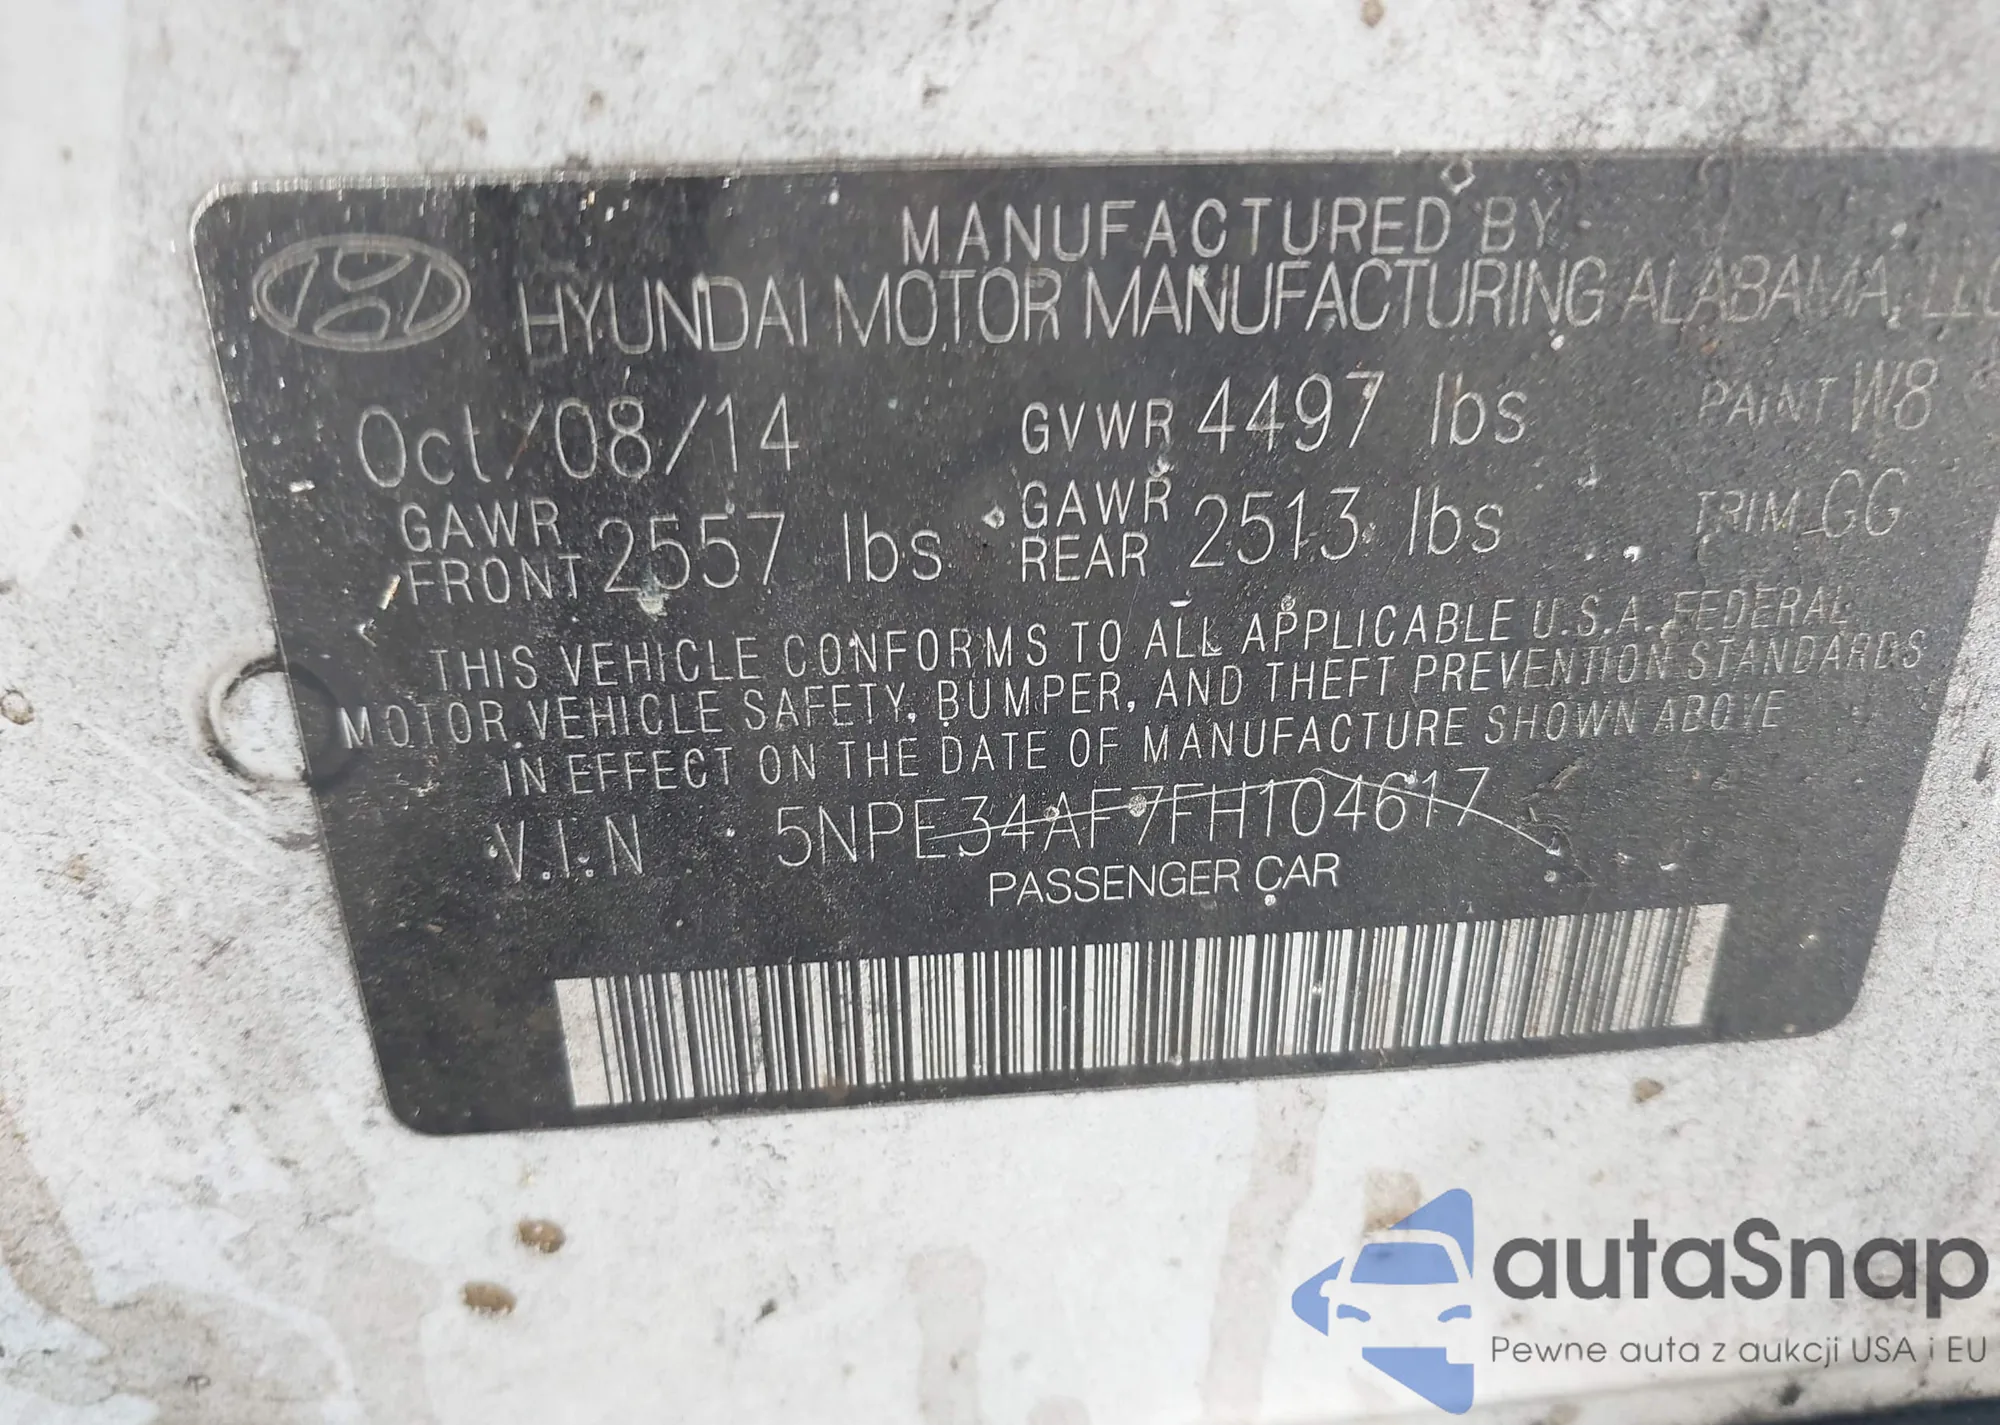 MANUFACTURED BY
HYUNDAI MOTOR MANUFACTURING ALABAMA, LLC
Oct/08/14 GVWR 4497 lbs PAINT W8
GAWR FRONT 2557 lbs GAWR REAR 2513 lbs TRIM GG
THIS VEHICLE CONFORMS TO ALL APPLICABLE U.S.A. FEDERAL
MOTOR VEHICLE SAFETY, BUMPER, AND THEFT PREVENTION STANDARDS
IN EFFECT ON THE DATE OF MANUFACTURE SHOWN ABOVE
V.I.N 5NPE34AF7FH104617
PASSENGER CAR
autaSnap
Pewne auta z aukcji USA i EU